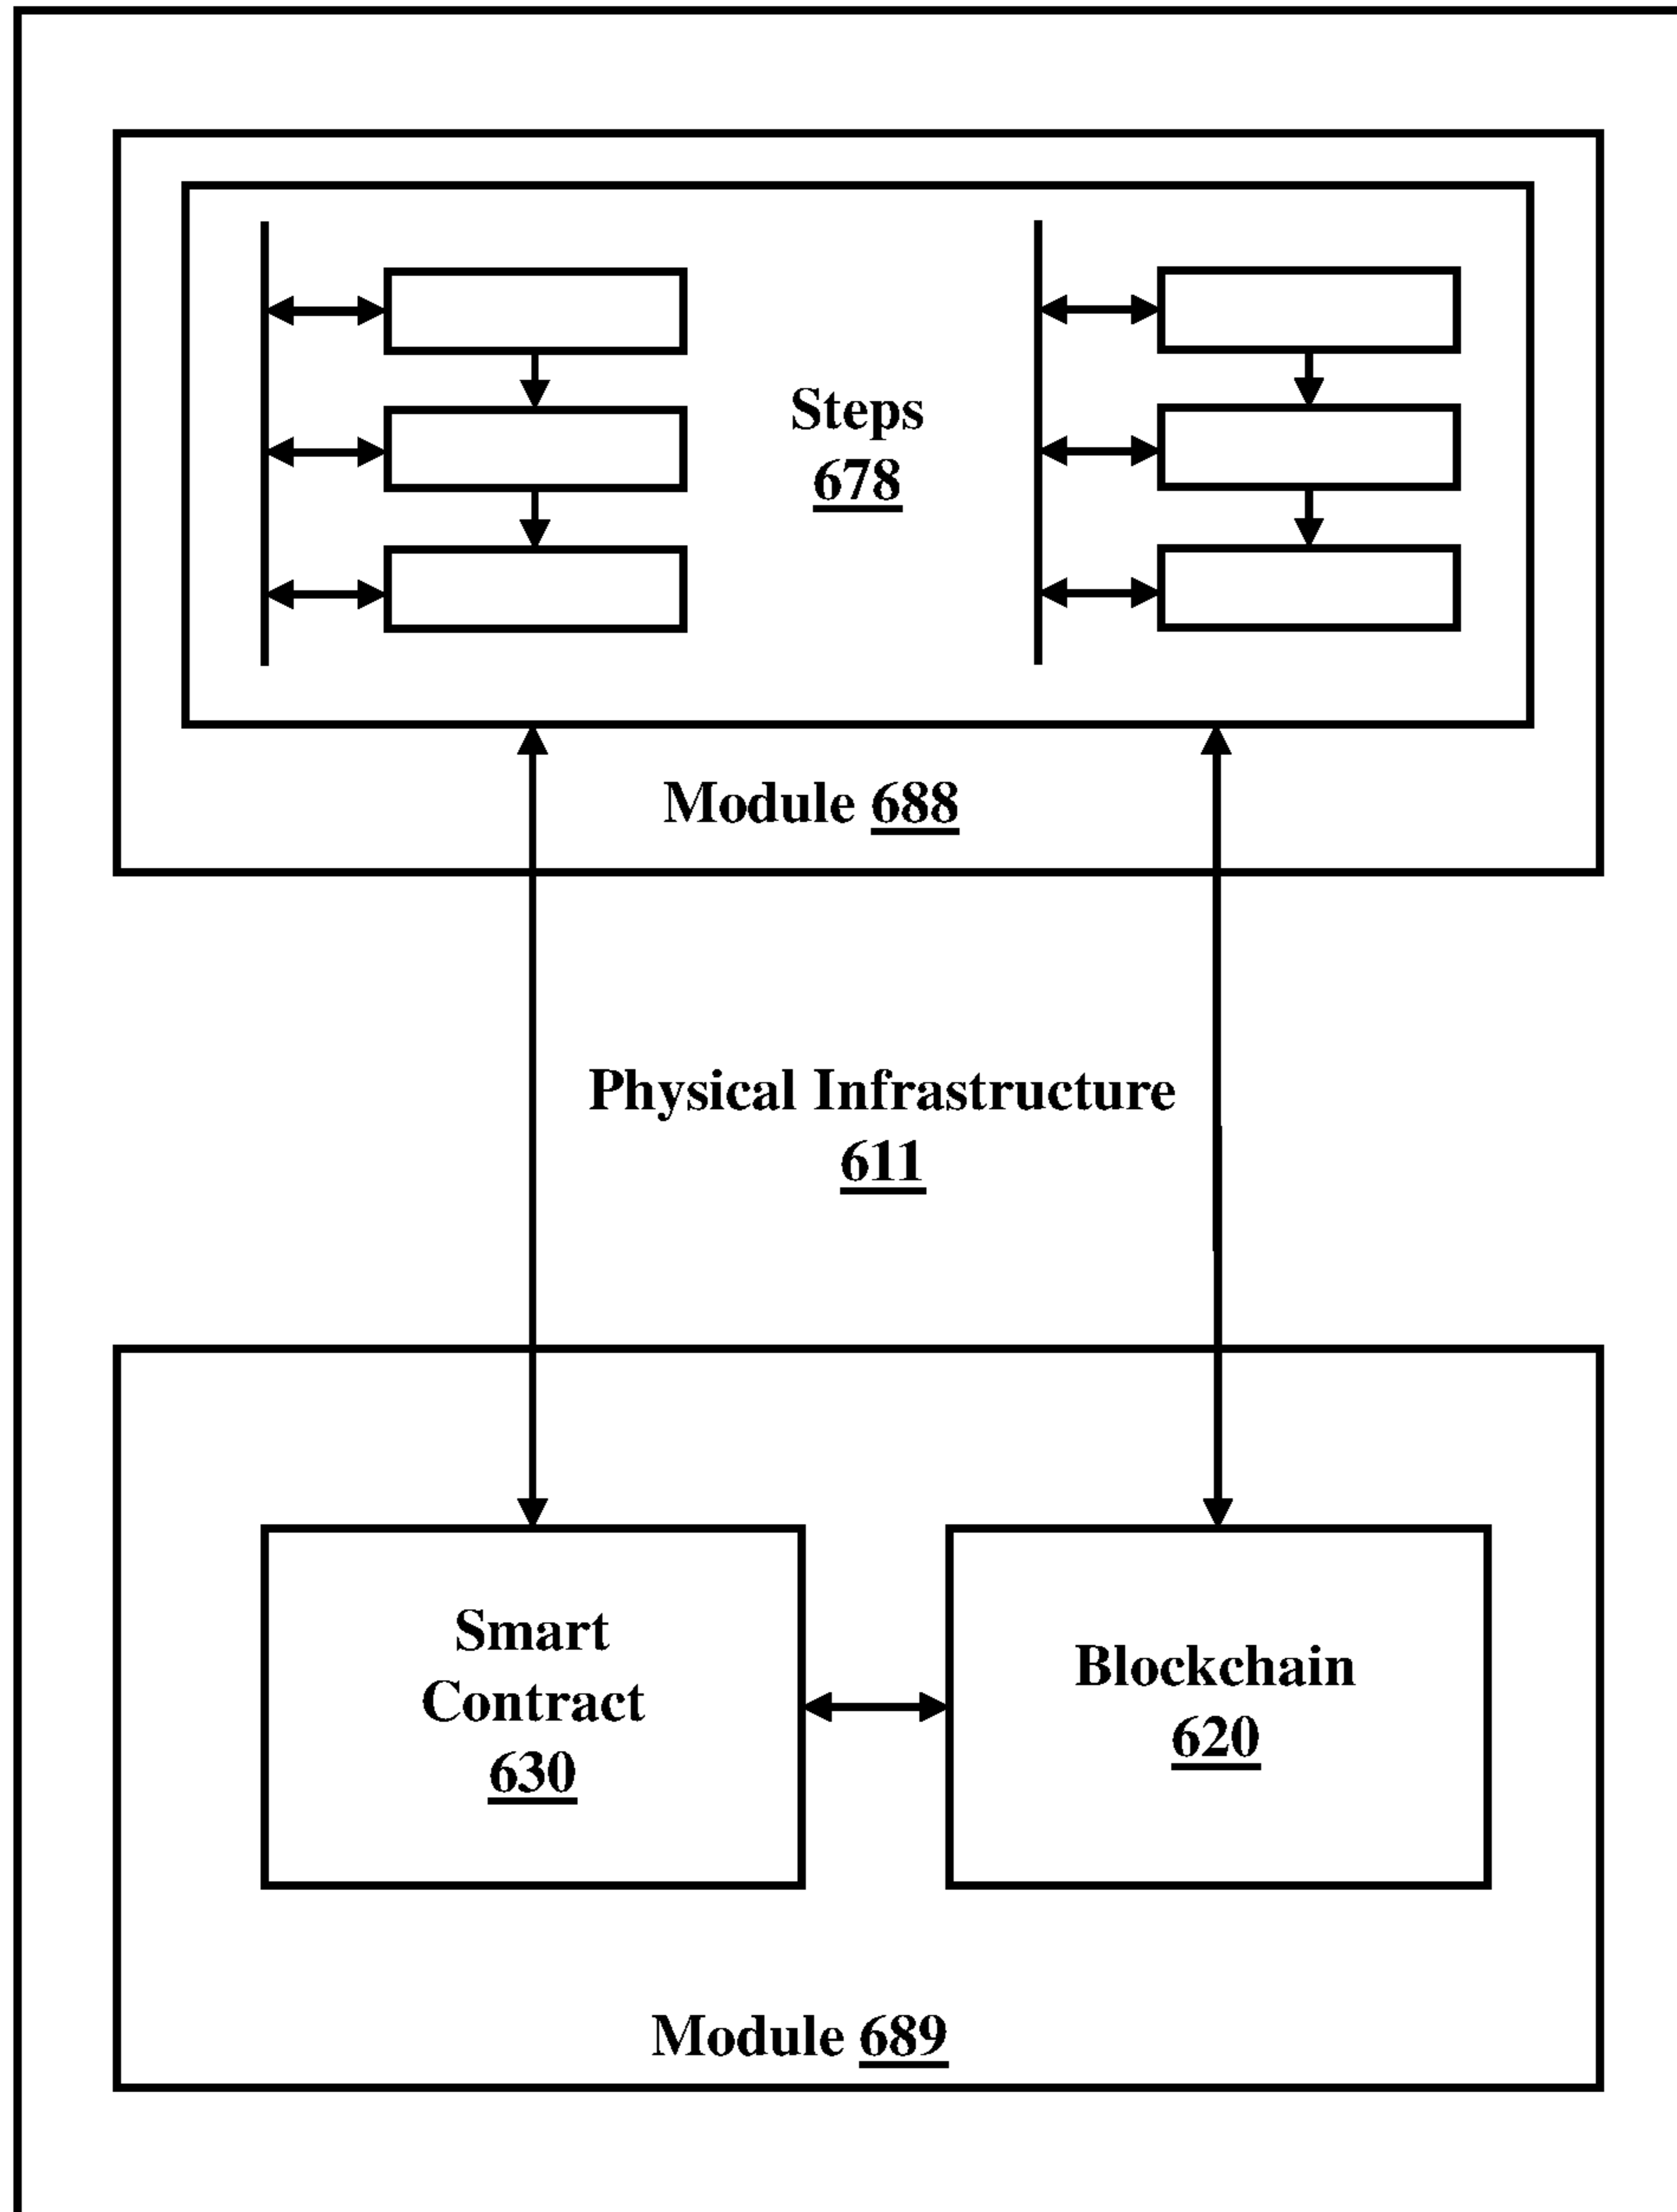 Steps
678
Module 688
Physical Infrastructure
611
Smart
Contract
630
Blockchain
620
Module 689